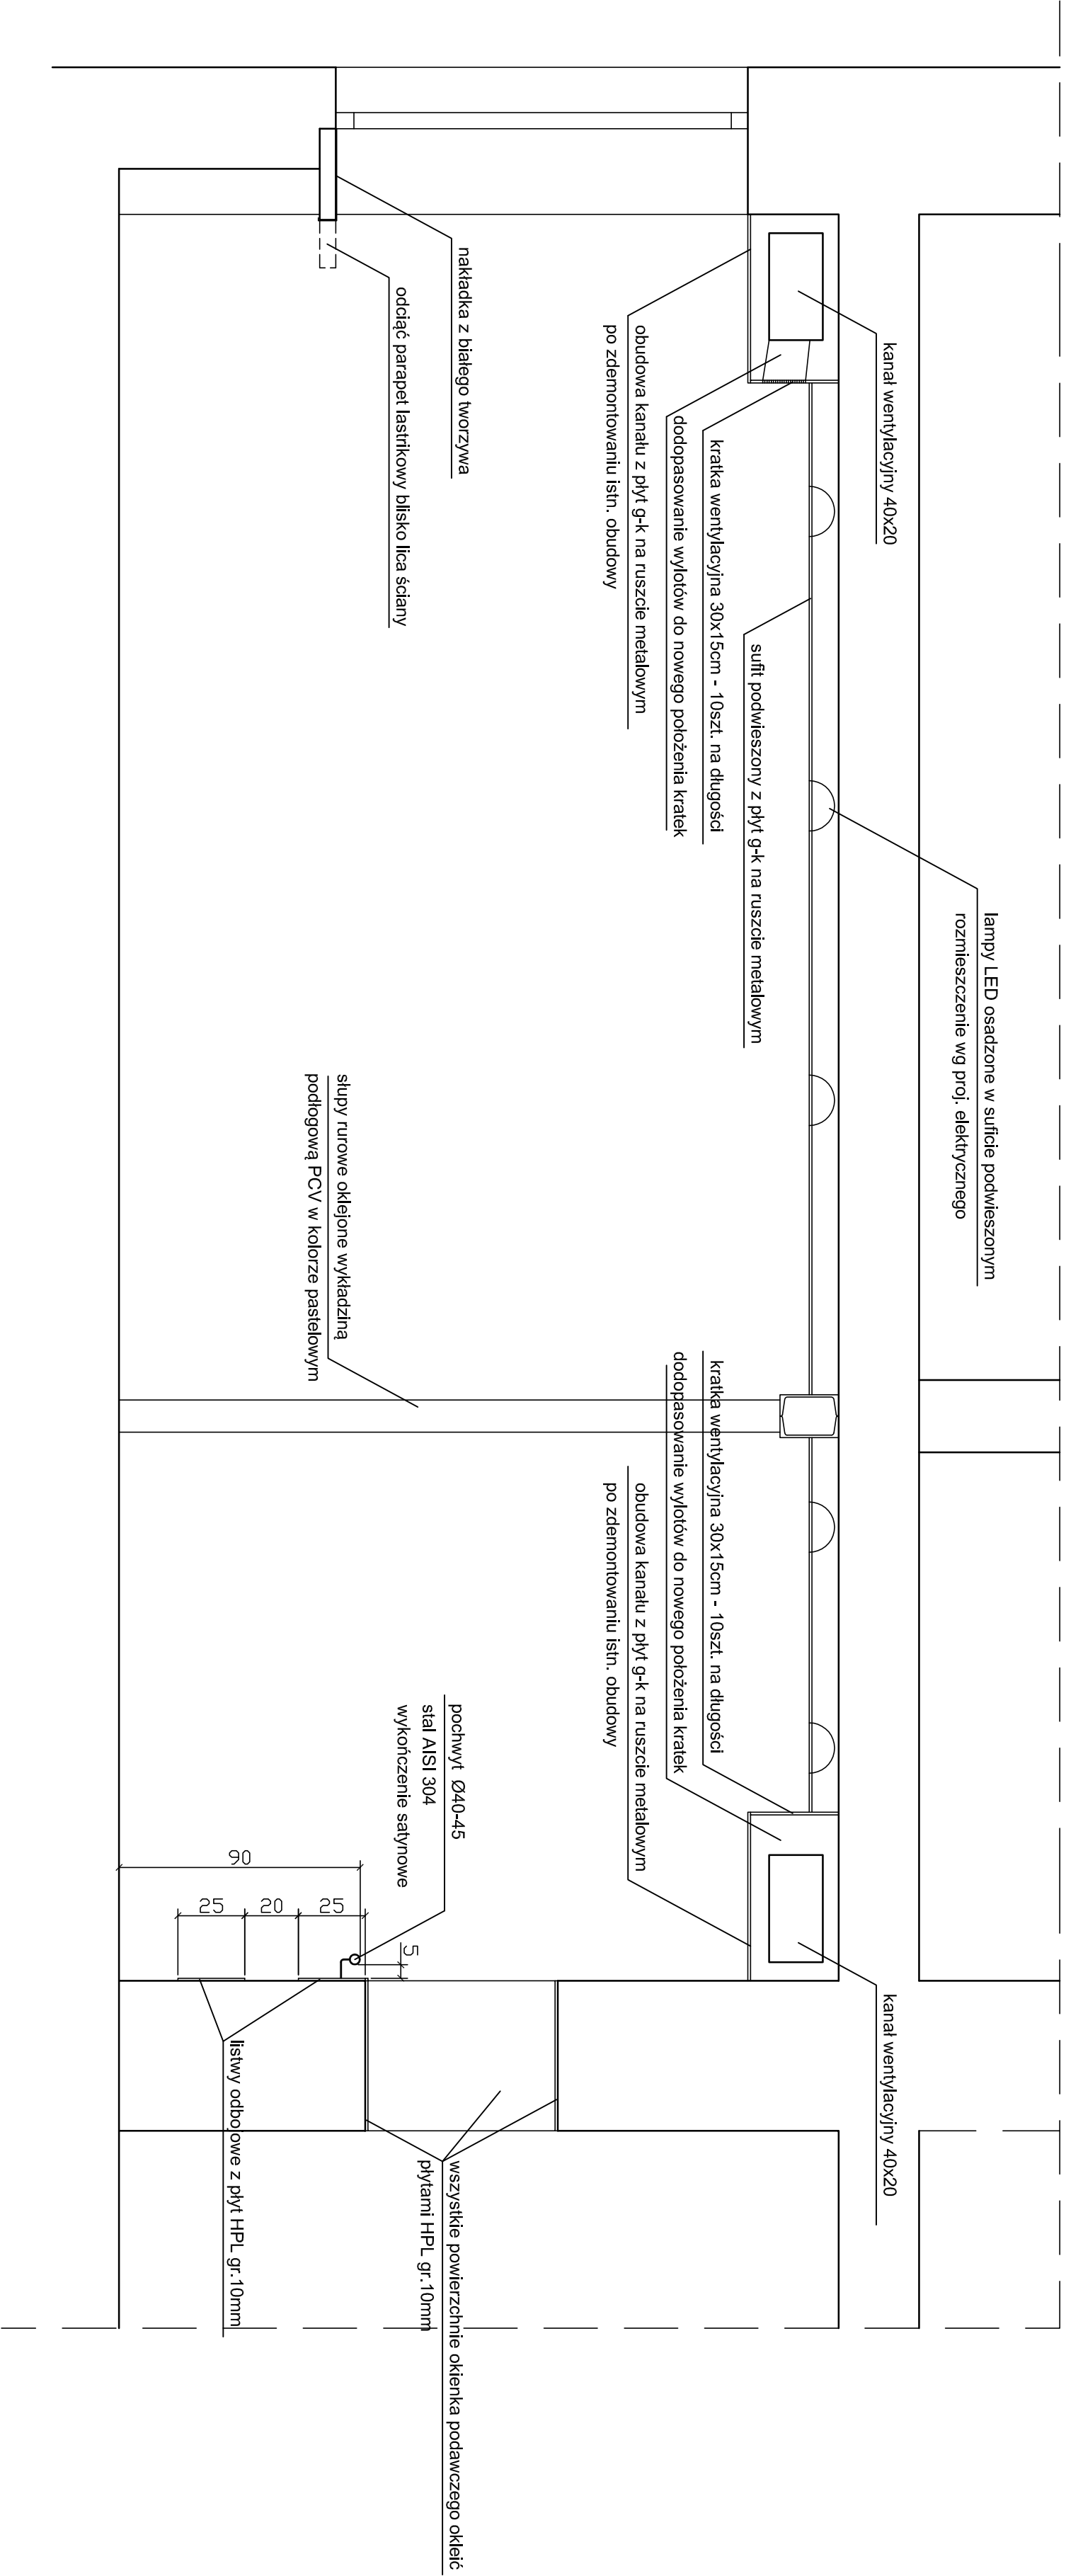 lampy LED osadzone w suficie podwieszonym
rozmieszczenie wg proj. elektrycznego
kanał wentylacyjny 40x20
kanał wentylacyjny 40x20
sufit podwieszony z płyt g-k na ruszcie metalowym
kratka wentylacyjna 30x15cm - 10szt. na długości
dodopasowanie wylotów do nowego położenia kratek
obudowa kanału z płyt g-k na ruszcie metalowym
po zdemontowaniu istn. obudowy
kratka wentylacyjna 30x15cm - 10szt. na długości
dodopasowanie wylotów do nowego położenia kratek
obudowa kanału z płyt g-k na ruszcie metalowym
po zdemontowaniu istn. obudowy
nakładka z białego tworzywa
odciąć parapet lastrikowy blisko lica ściany
słupy rurowe oklejone wykładziną
podłogową PCV w kolorze pastelowym
pochwyt Ø40-45
stal AISI 304
wykończenie satynowe
wszystkie powierzchnie okienka podawczego okleić
płytami HPL gr.10mm
5
25
20
25
90
listwy odbojowe z płyt HPL gr.10mm